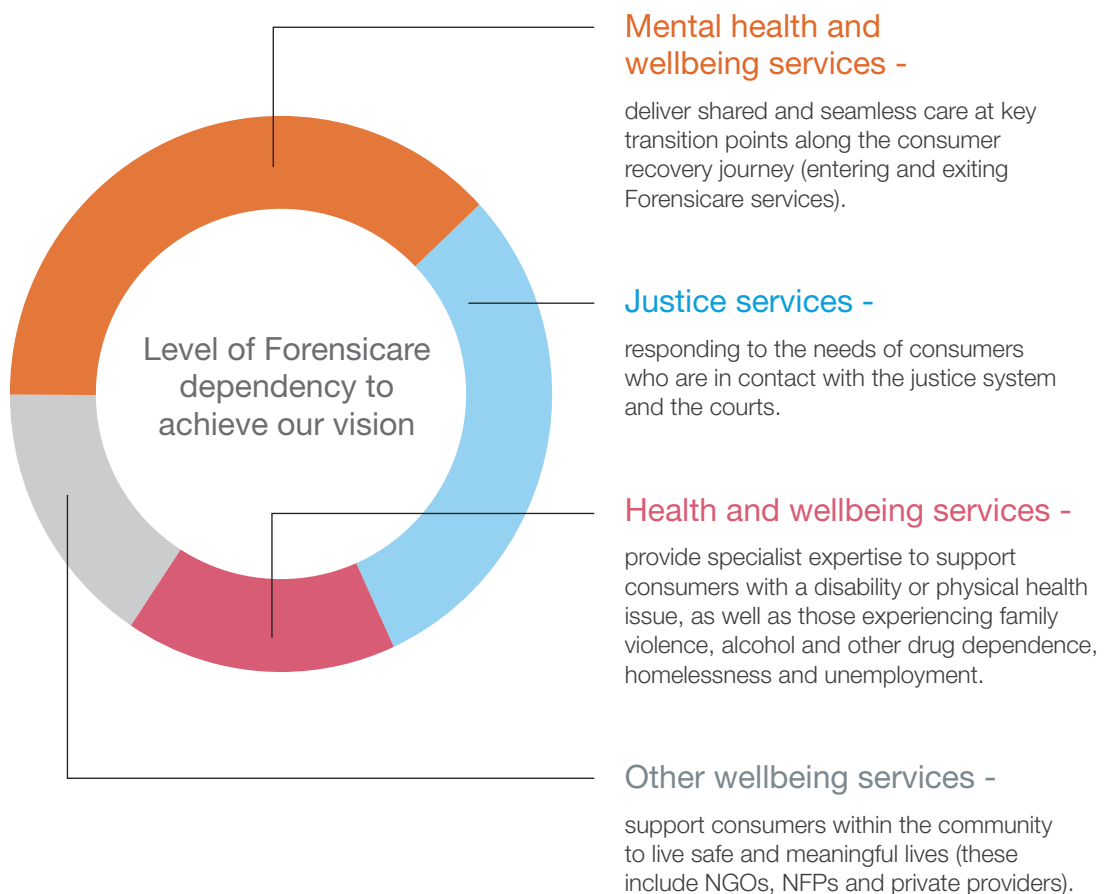 Mental health and
wellbeing services -
deliver shared and seamless care at key
transition points along the consumer
recovery journey (entering and exiting
Forensicare services).
Level of Forensicare
dependency to
achieve our vision
Justice services -
responding to the needs of consumers
who are in contact with the justice system
and the courts.
Health and wellbeing services -
provide specialist expertise to support
consumers with a disability or physical health
issue, as well as those experiencing family
violence, alcohol and other drug dependence,
homelessness and unemployment.
Other wellbeing services -
support consumers within the community
to live safe and meaningful lives (these
include NGOs, NFPs and private providers).